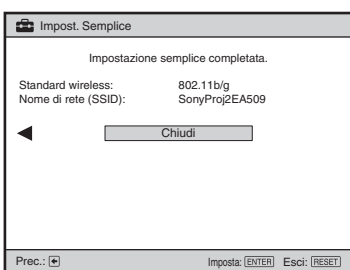 Impost. Semplice
Impostazione semplice completata.
Standard wireless: 802.11b/g
Nome di rete (SSID): SonyProj2EA509
Chiudi
Prec.: Imposta: ENTER Esci: RESET